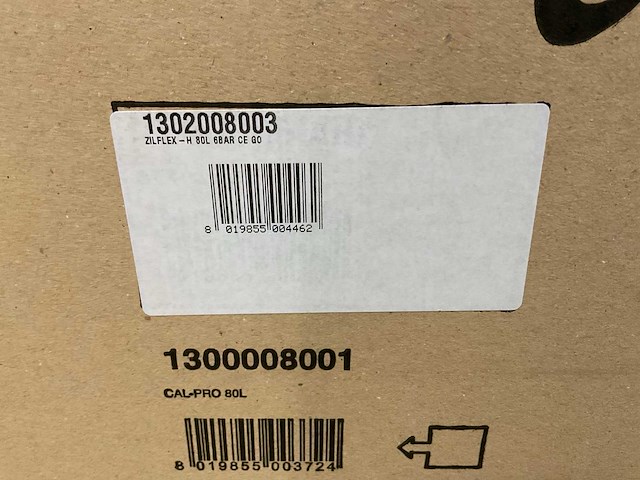 1302008003
ZILFLEX-H 80L 6BAR CE GO
8 019855 004462
1300008001
CAL-PRO 80L
8 019855 003724